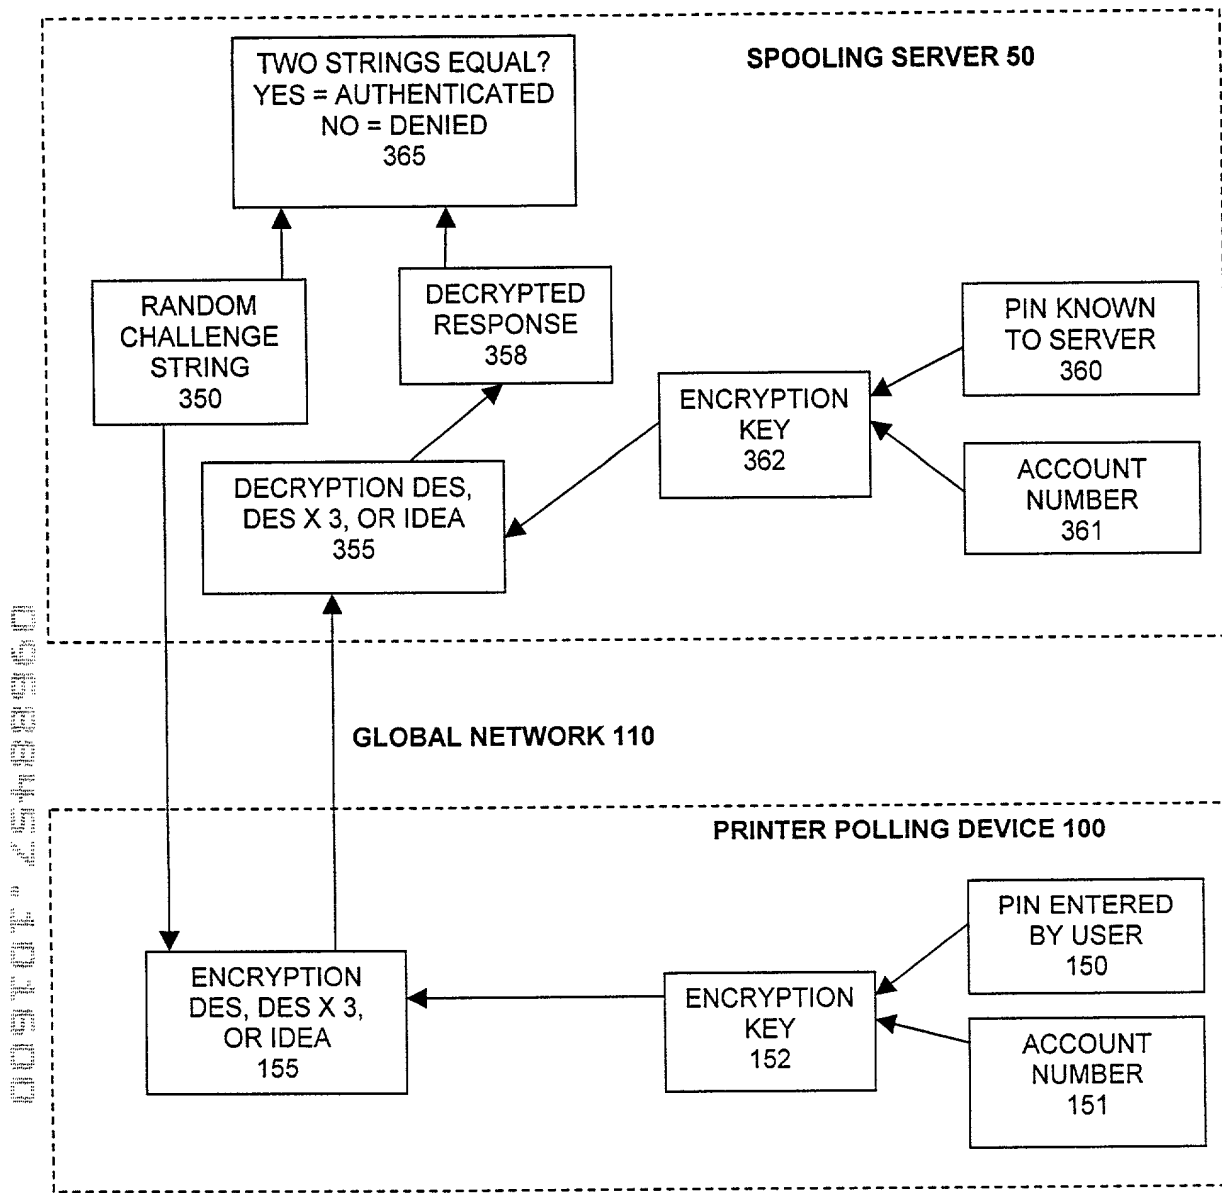 SPOOLING SERVER 50
TWO STRINGS EQUAL?
YES = AUTHENTICATED
NO = DENIED
365
RANDOM
CHALLENGE
STRING
350
DECRYPTED
RESPONSE
358
PIN KNOWN
TO SERVER
360
ENCRYPTION
KEY
362
ACCOUNT
NUMBER
361
DECRYPTION DES,
DES X 3, OR IDEA
355
GLOBAL NETWORK 110
PRINTER POLLING DEVICE 100
PIN ENTERED
BY USER
150
ENCRYPTION
DES, DES X 3,
OR IDEA
155
ENCRYPTION
KEY
152
ACCOUNT
NUMBER
151